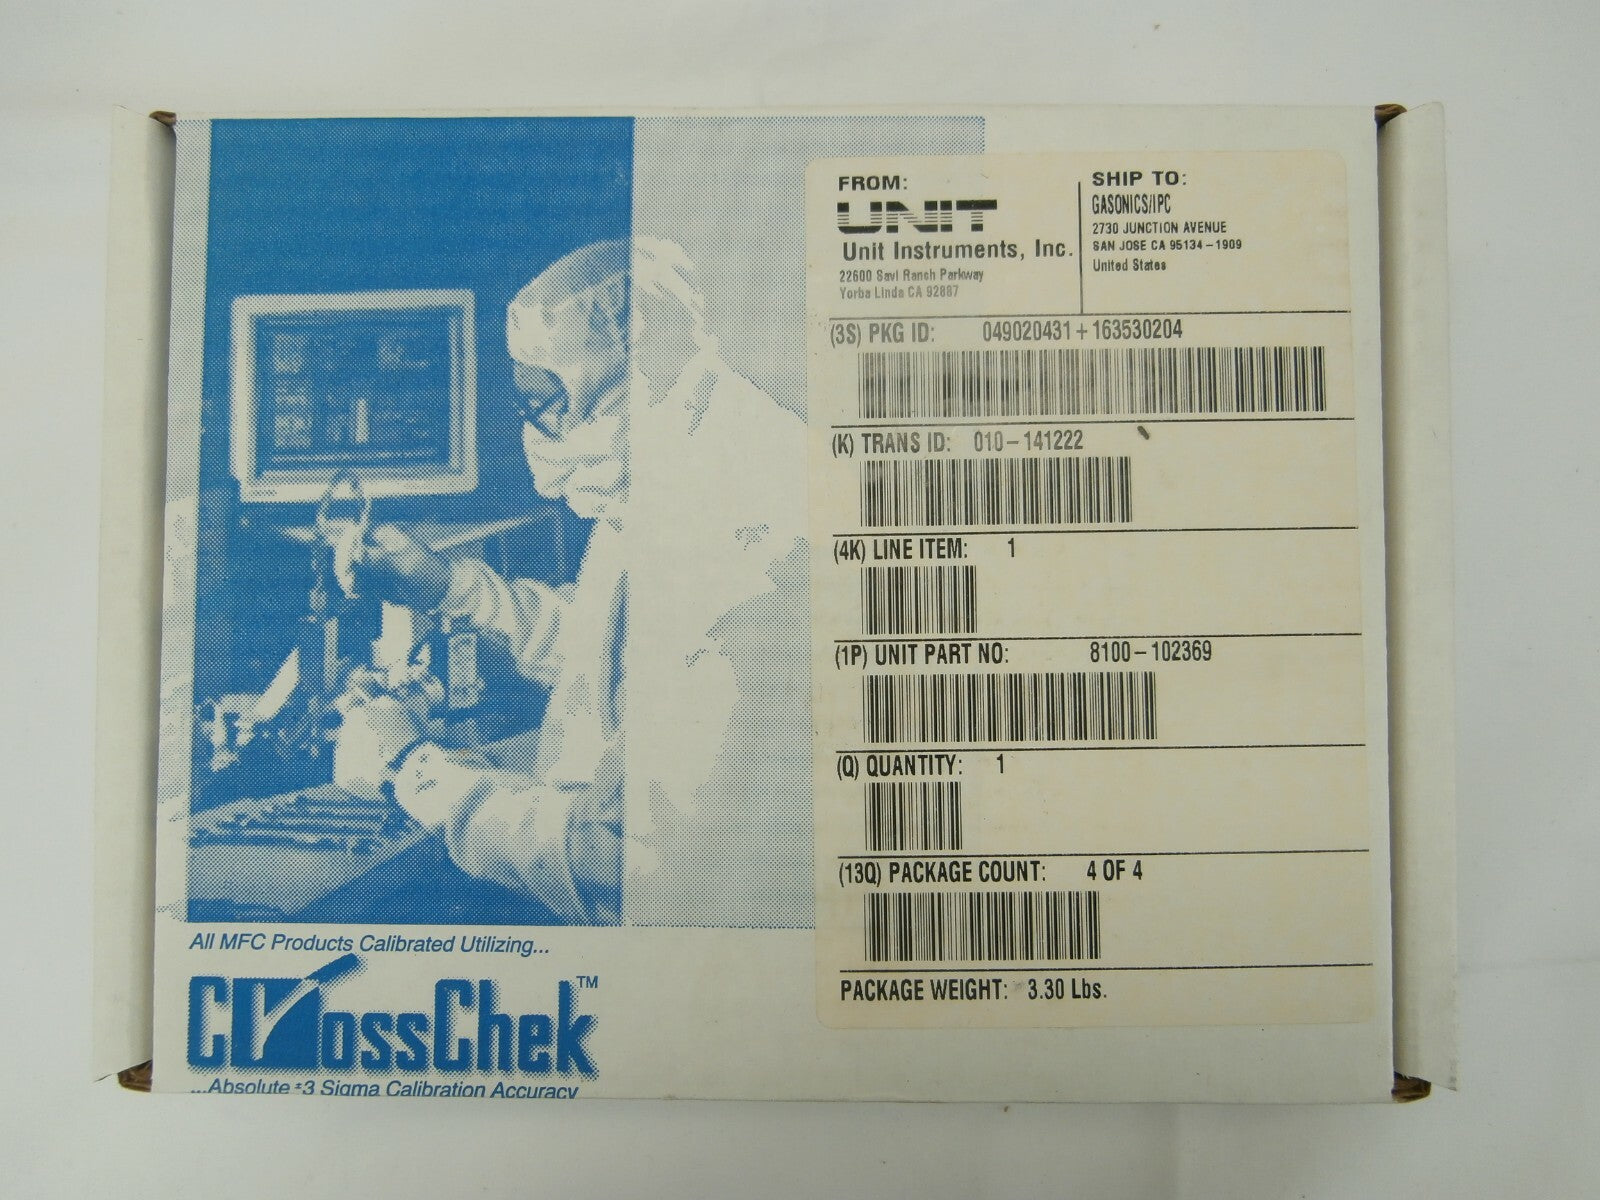 FROM:
UNIT
Unit Instruments, Inc.
22600 Savi Ranch Parkway
Yorba Linda CA 92887
SHIP TO:
GASONICS/IPC
2730 JUNCTION AVENUE
SAN JOSE CA 95134-1909
United States
(3S) PKG ID: 049020431+163530204
(K) TRANS ID: 010-141222
(4K) LINE ITEM: 1
(1P) UNIT PART NO: 8100-102369
(Q) QUANTITY: 1
(13Q) PACKAGE COUNT: 4 OF 4
PACKAGE WEIGHT: 3.30 Lbs.
All MFC Products Calibrated Utilizing...
CrossChek™
...Absolute ±3 Sigma Calibration Accuracy